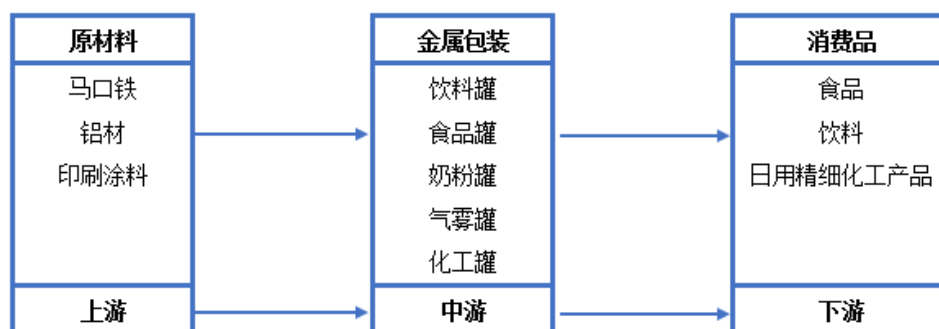 原材料
马口铁
铝材
印刷涂料
上游
金属包装
饮料罐
食品罐
奶粉罐
气雾罐
化工罐
中游
消费品
食品
饮料
日用精细化工产品
下游